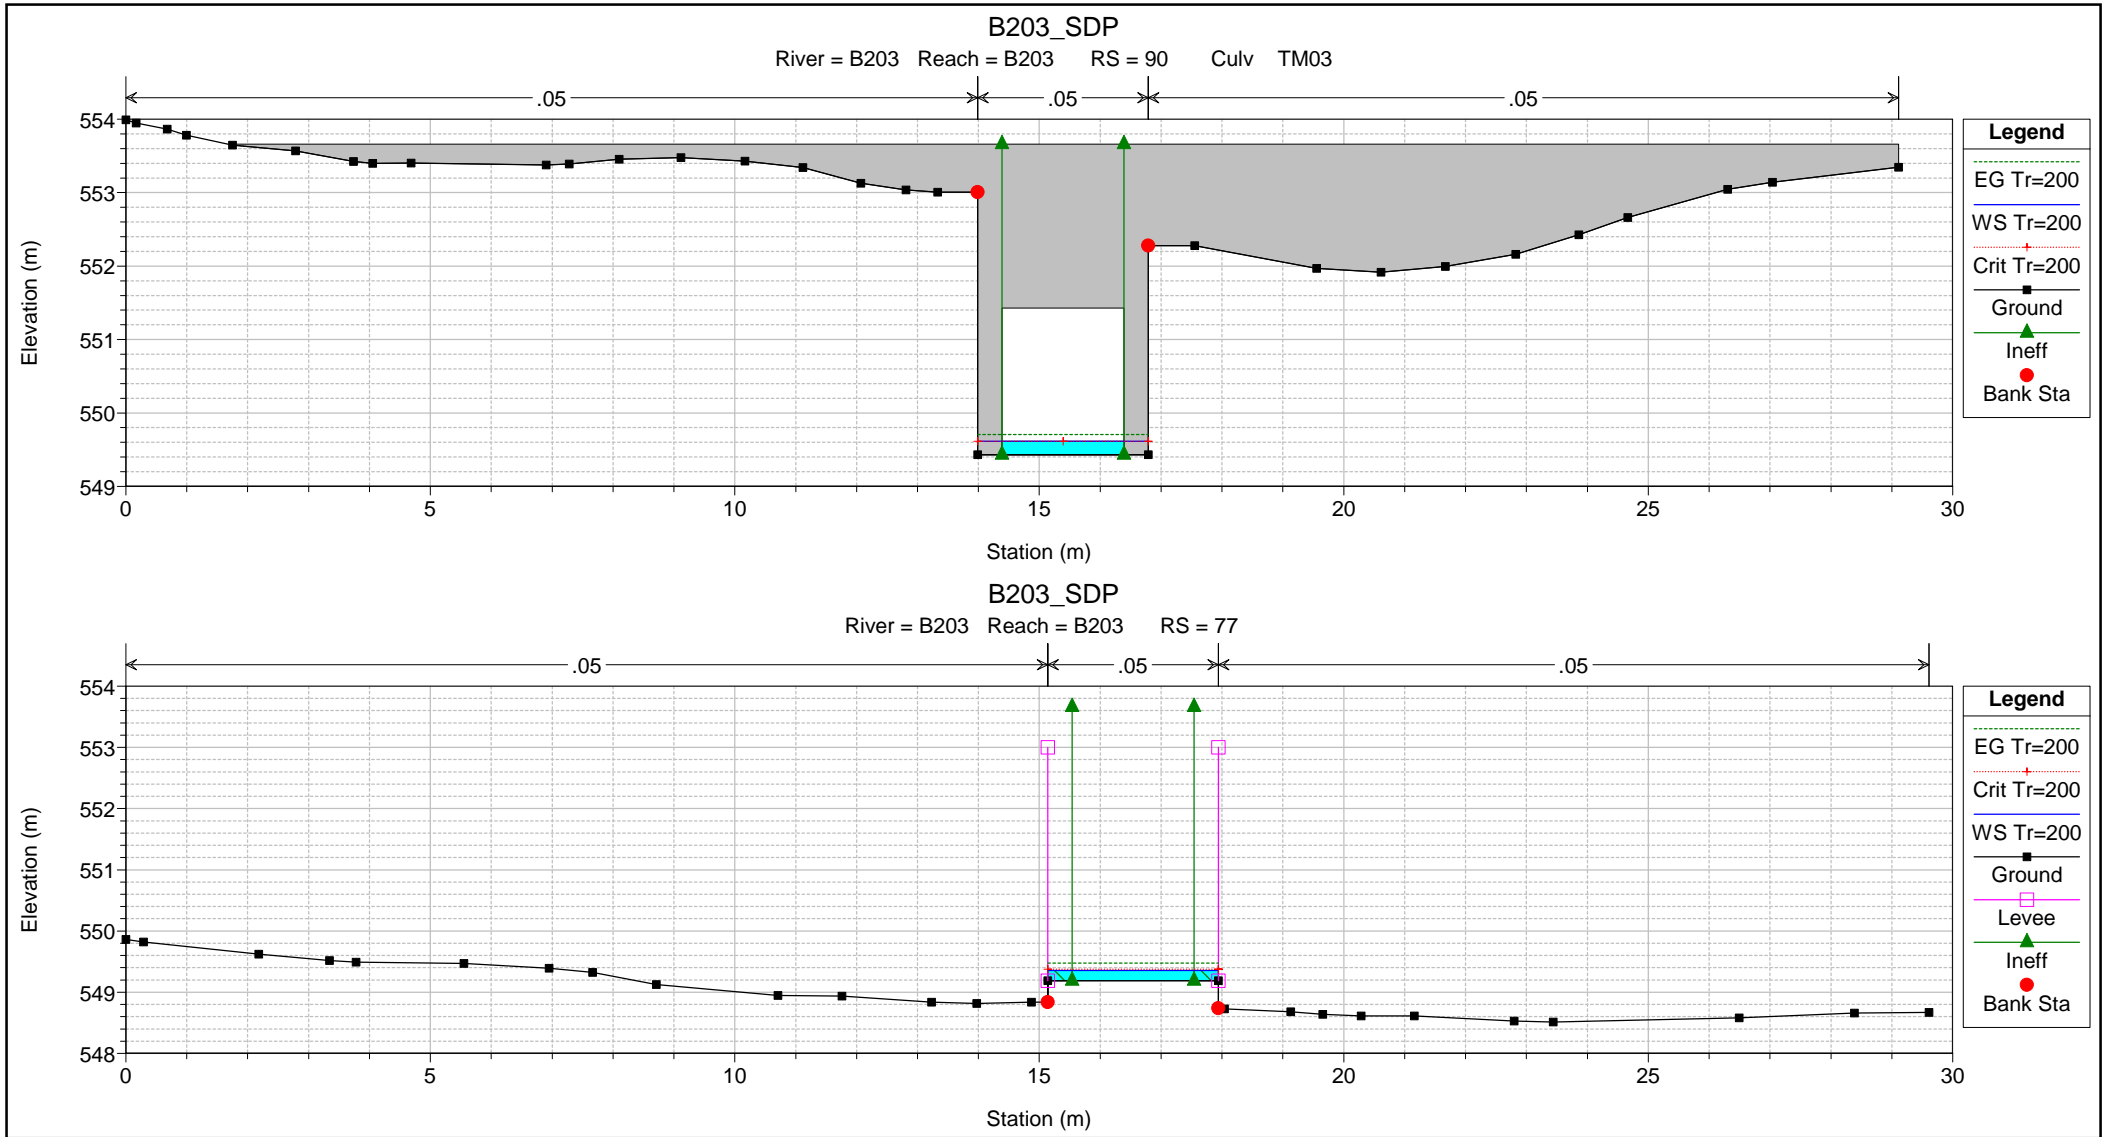 B203_SDP
River = B203 Reach = B203 RS = 90 Culv TM03
.05 .05 .05
554
553
552
551
550
549
0 5 10 15 20 25 30
Elevation (m)
Station (m)
Legend
EG Tr=200
WS Tr=200
Crit Tr=200
Ground
Ineff
Bank Sta
B203_SDP
River = B203 Reach = B203 RS = 77
.05 .05 .05
554
553
552
551
550
549
548
0 5 10 15 20 25 30
Elevation (m)
Station (m)
Legend
EG Tr=200
Crit Tr=200
WS Tr=200
Ground
Levee
Ineff
Bank Sta